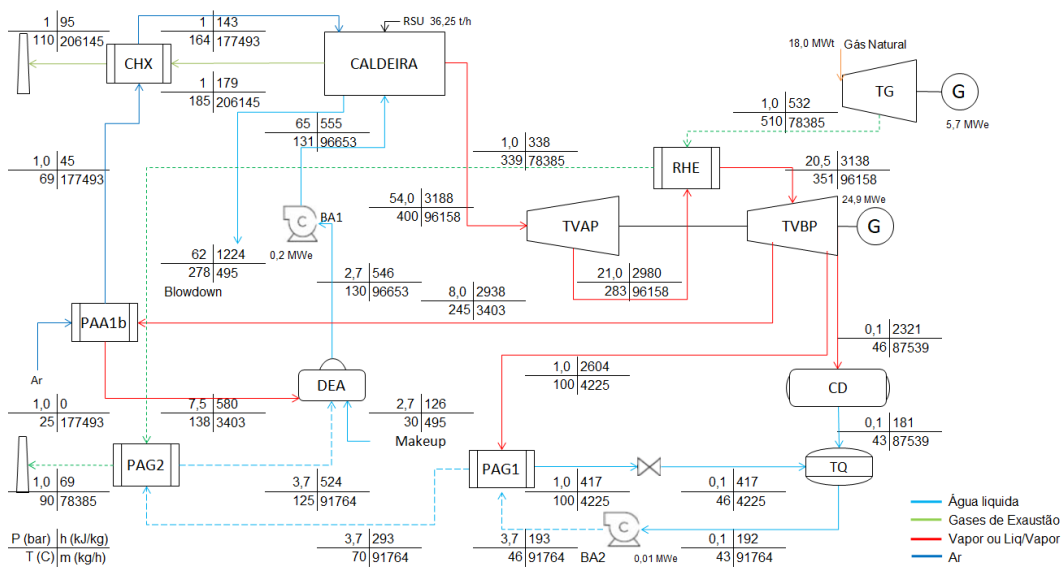 1 95
110 206145
1 143
164 177493
RSU 36,25 t/h
CHX
CALDEIRA
18,0 MWt
Gás Natural
TG
G
5,7 MWe
1 179
185 206145
1,0 532
510 78385
65 555
131 96653
1,0 338
339 78385
RHE
20,5 3138
351 96158
1,0 45
69 177493
54,0 3188
400 96158
24,9 MWe
BA1
C
TVAP
TVBP
G
0,2 MWe
62 1224
278 495
Blowdown
2,7 546
130 96653
21,0 2980
283 96158
8,0 2938
245 3403
PAA1b
0,1 2321
46 87539
Ar
1,0 2604
100 4225
DEA
CD
1,0 0
25 177493
7,5 580
138 3403
2,7 126
30 495
Makeup
0,1 181
43 87539
PAG2
PAG1
TQ
1,0 69
90 78385
3,7 524
125 91764
1,0 417
100 4225
0,1 417
46 4225
Água liquida
Gases de Exaustão
Vapor ou Liq/Vapor
Ar
P (bar) h (kJ/kg)
T (C) m (kg/h)
3,7 293
70 91764
3,7 193
46 91764
C
BA2
0,01 MWe
0,1 192
43 91764